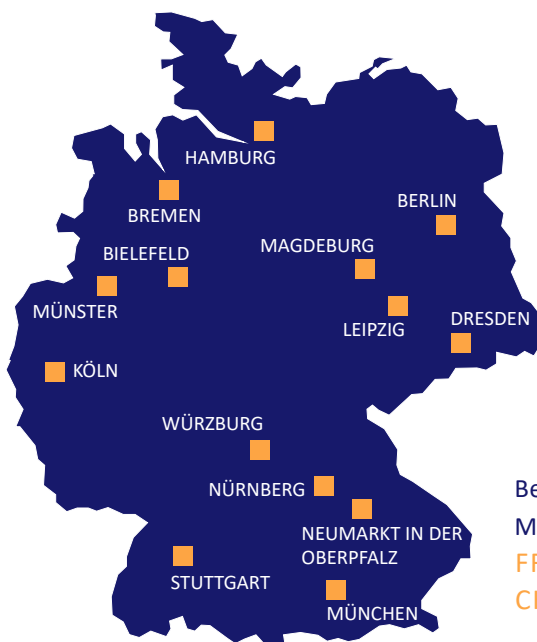 HAMBURG
BREMEN
BERLIN
BIELEFELD
MAGDEBURG
MÜNSTER
LEIPZIG
DRESDEN
KÖLN
WÜRZBURG
NÜRNBERG
NEUMARKT IN DER
OBERPFALZ
STUTTGART
MÜNCHEN